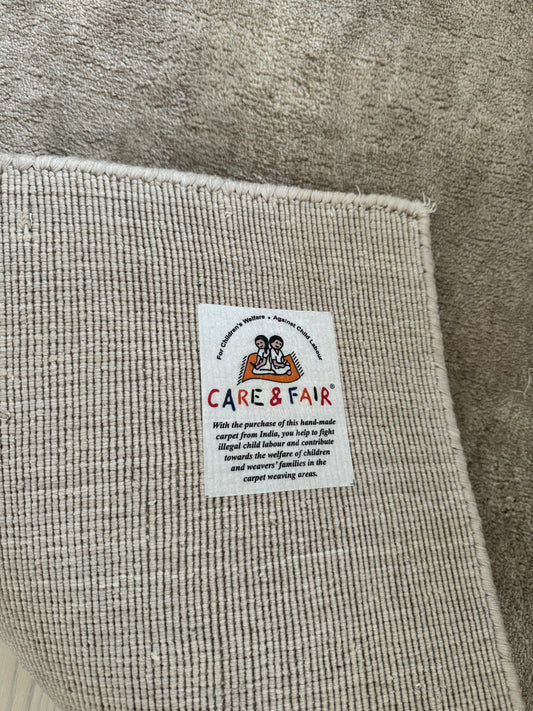 For Children's Welfare • Against Child Labour
CARE & FAIR®
With the purchase of this hand-made
carpet from India, you help to fight
illegal child labour and contribute
towards the welfare of children
and weavers' families in the
carpet weaving areas.